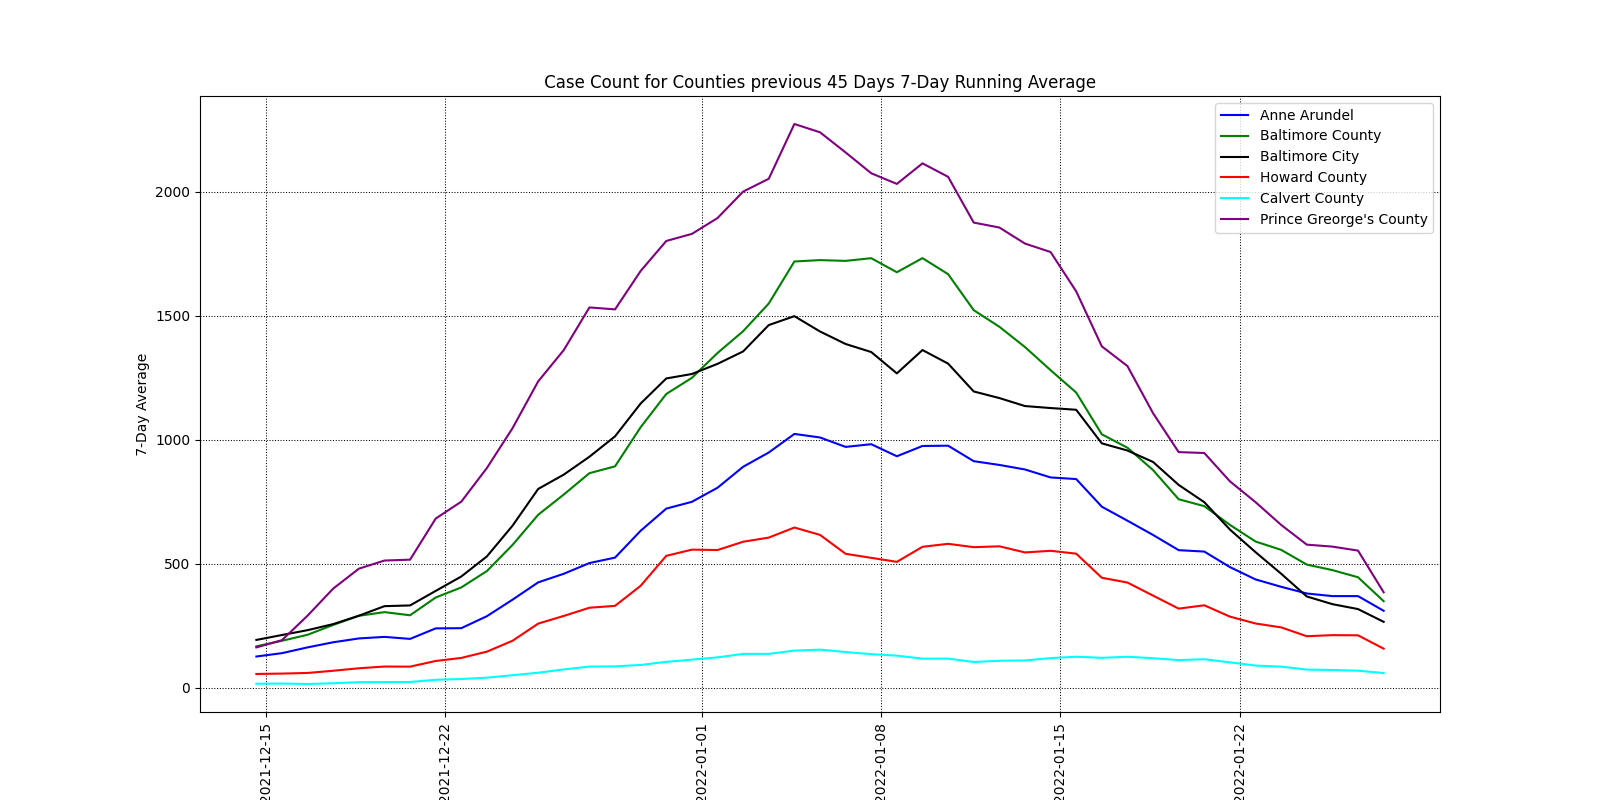 Case Count for Counties previous 45 Days 7-Day Running Average
Anne Arundel
Baltimore County
Baltimore City
Howard County
Calvert County
Prince Greorge's County
7-Day Average
2000
1500
1000
500
0
2021-12-15
2021-12-22
2022-01-01
2022-01-08
2022-01-15
2022-01-22